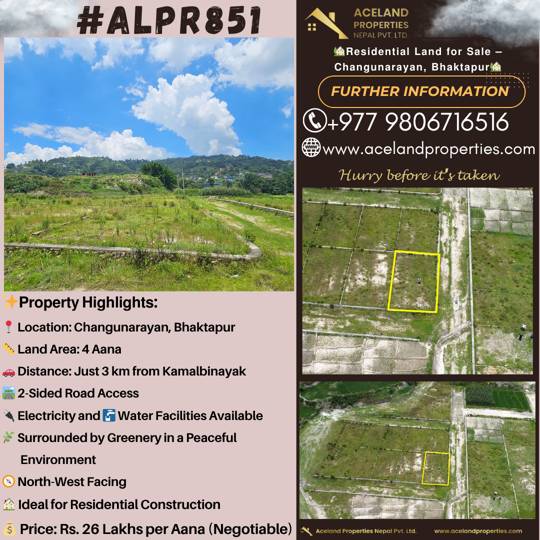 #ALPR851
ACELAND
PROPERTIES
NEPAL PVT. LTD
🏠Residential Land for Sale –
Changunarayan, Bhaktapur🏠
FURTHER INFORMATION
+977 9806716516
www.acelandproperties.com
Hurry before it's taken
✨Property Highlights:
📍 Location: Changunarayan, Bhaktapur
📏 Land Area: 4 Aana
🚗 Distance: Just 3 km from Kamalbinayak
🛣️ 2-Sided Road Access
🔌 Electricity and 🚰 Water Facilities Available
🌿 Surrounded by Greenery in a Peaceful
Environment
🧭 North-West Facing
🏡 Ideal for Residential Construction
💰 Price: Rs. 26 Lakhs per Aana (Negotiable)
Aceland Properties Nepal Pvt. Ltd.
www.acelandproperties.com